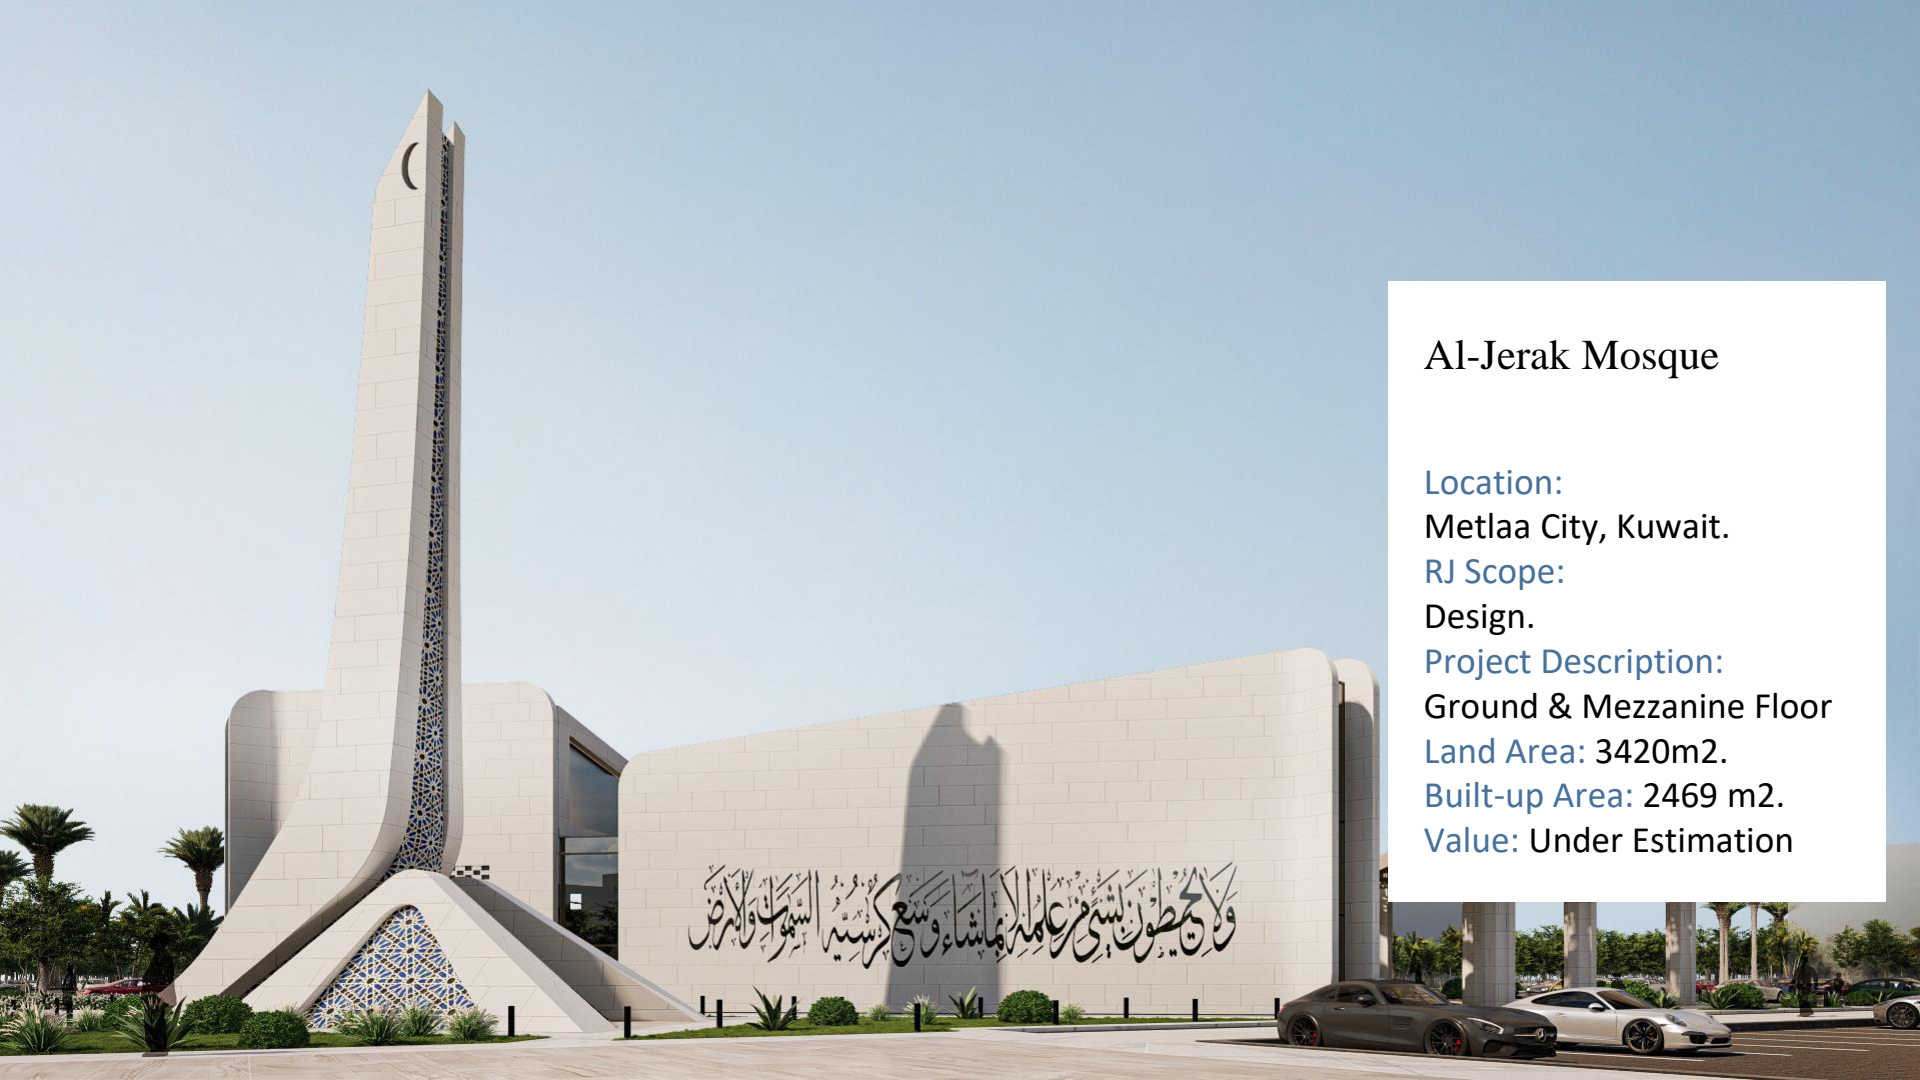 Al-Jerak Mosque
Location:
Metlaa City, Kuwait.
RJ Scope:
Design.
Project Description:
Ground & Mezzanine Floor
Land Area: 3420m2.
Built-up Area: 2469 m2.
Value: Under Estimation
وَلَا يُحِيطُونَ بِشَيْءٍ مِنْ عِلْمِهِ إِلَّا بِمَا شَاءَ وَسِعَ كُرْسِيُّهُ السَّمَوَاتِ وَالْأَرْضَ